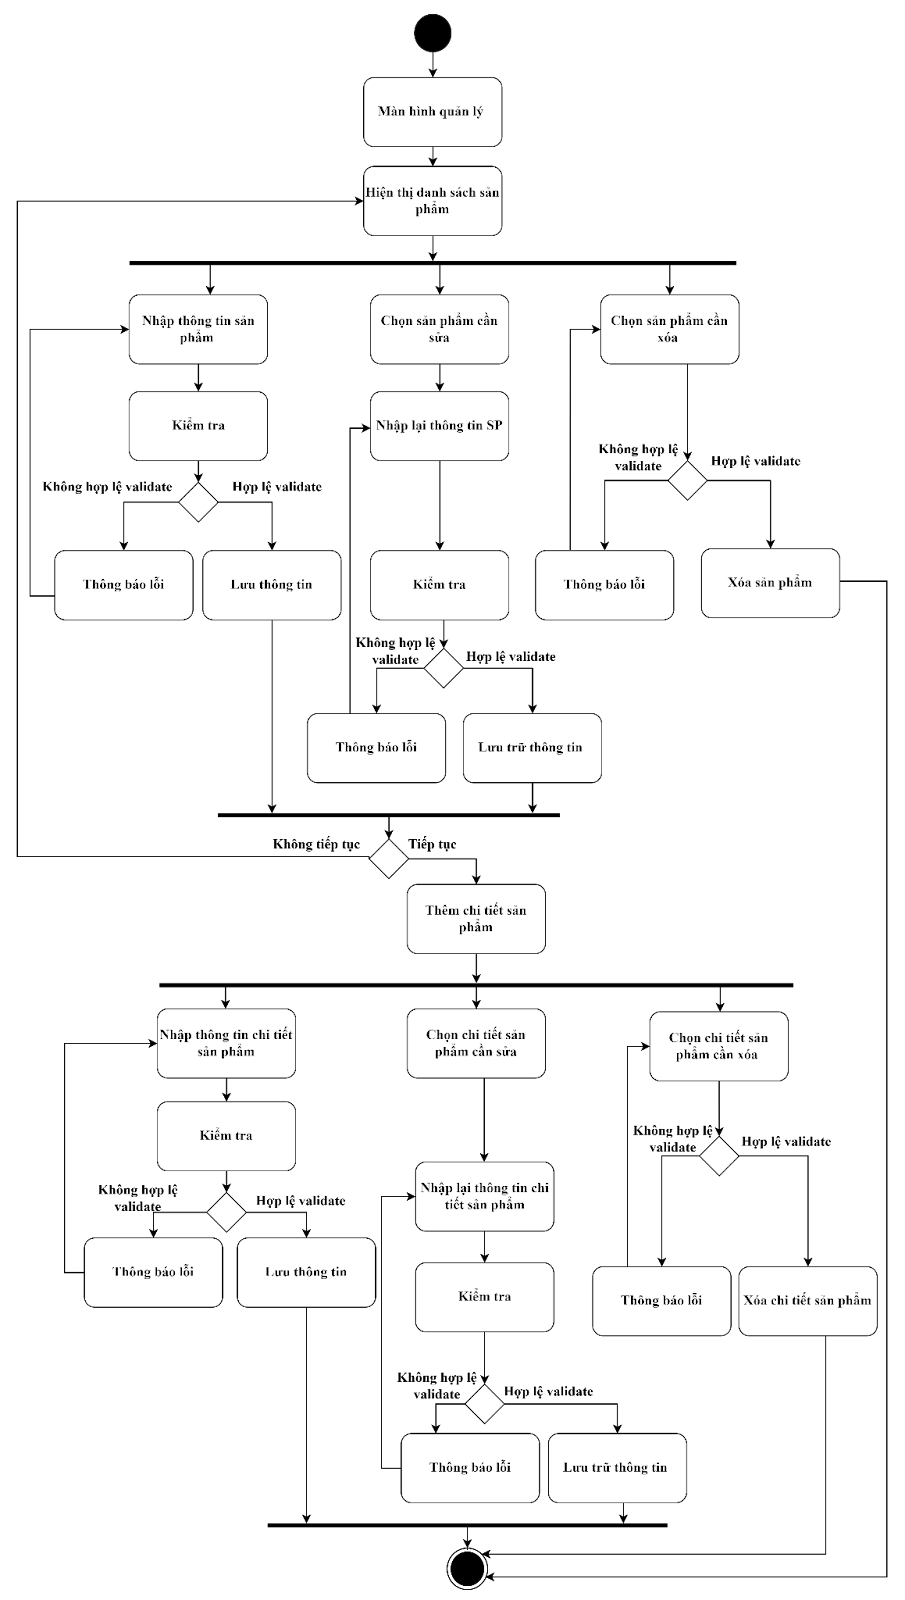 Màn hình quản lý
Hiện thị danh sách sản
phẩm
Nhập thông tin sản
phẩm
Chọn sản phẩm cần
sửa
Chọn sản phẩm cần
xóa
Kiểm tra
Nhập lại thông tin SP
Không hợp lệ
validate
Hợp lệ validate
Không hợp lệ validate
Hợp lệ validate
Thông báo lỗi
Lưu thông tin
Kiểm tra
Thông báo lỗi
Xóa sản phẩm
Không hợp lệ
validate
Hợp lệ validate
Thông báo lỗi
Lưu trữ thông tin
Không tiếp tục
Tiếp tục
Thêm chi tiết sản
phẩm
Nhập thông tin chi tiết
sản phẩm
Chọn chi tiết sản
phẩm cần sửa
Chọn chi tiết sản
phẩm cần xóa
Kiểm tra
Không hợp lệ
validate
Hợp lệ validate
Không hợp lệ
validate
Hợp lệ validate
Nhập lại thông tin chi
tiết sản phẩm
Thông báo lỗi
Lưu thông tin
Kiểm tra
Thông báo lỗi
Xóa chi tiết sản phẩm
Không hợp lệ
validate
Hợp lệ validate
Thông báo lỗi
Lưu trữ thông tin